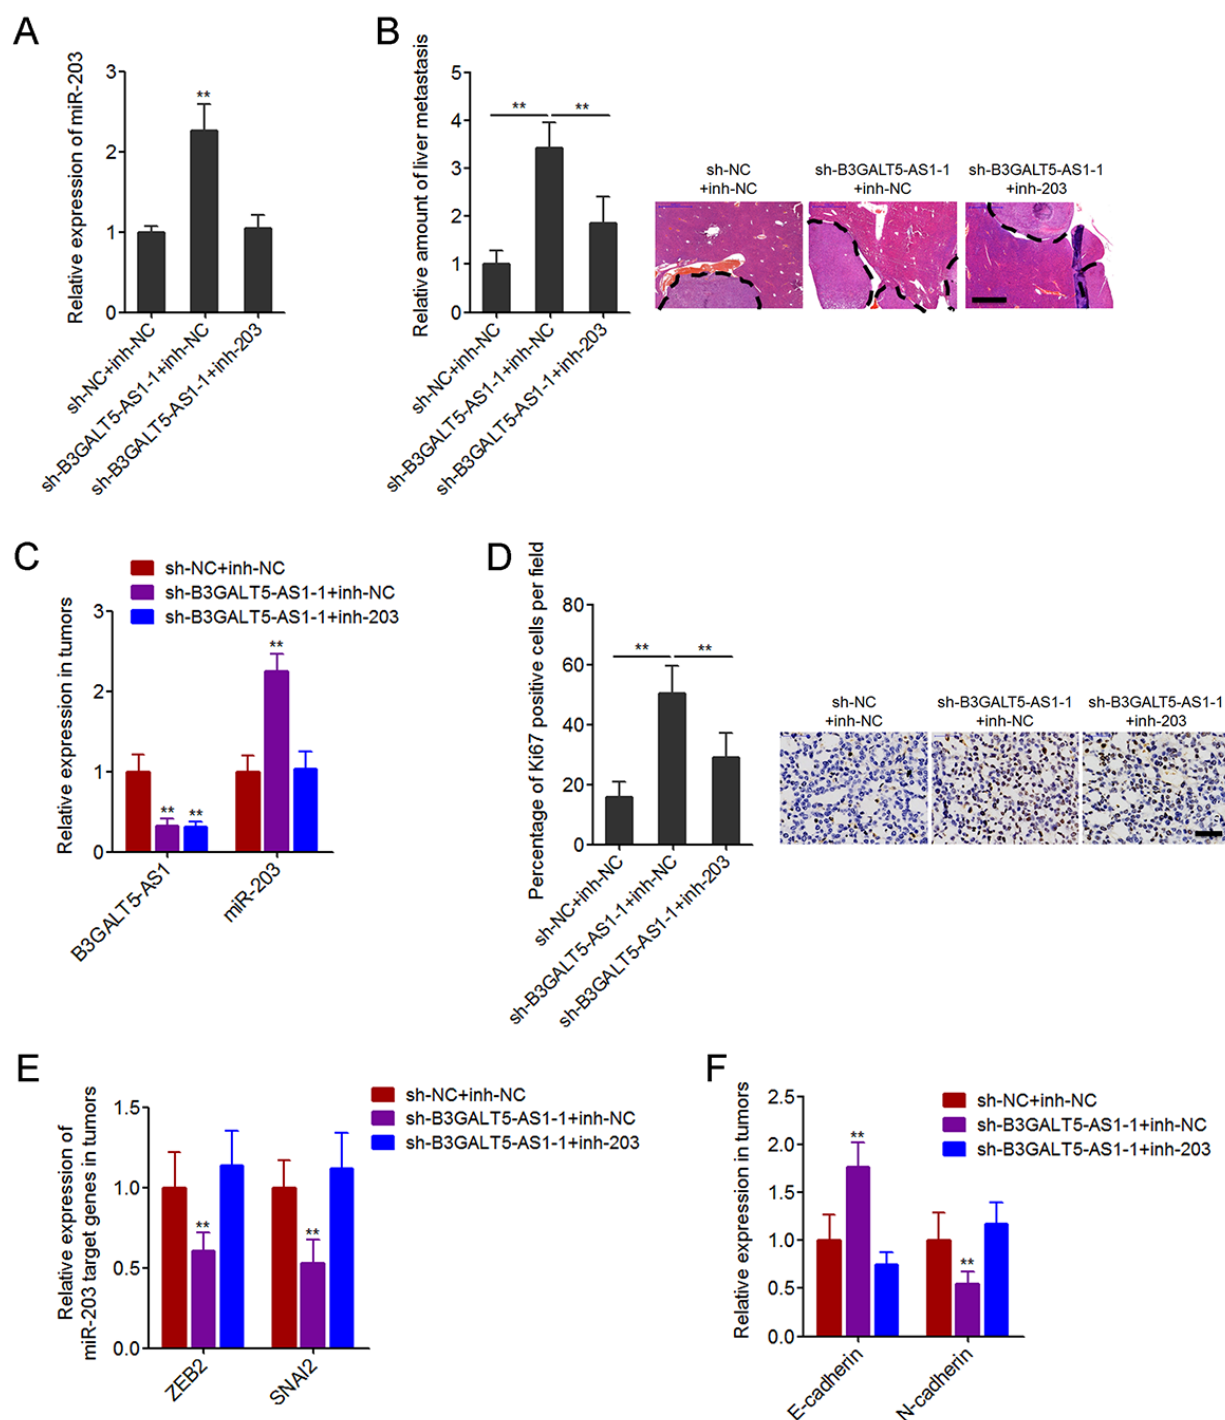 A
Relative expression of miR-203
3
2
1
0
**
sh-NC+inh-NC
sh-B3GALT5-AS1-1+inh-NC
sh-B3GALT5-AS1-1+inh-203
B
Relative amount of liver metastasis
5
4
3
2
1
0
**
**
sh-NC+inh-NC
sh-B3GALT5-AS1-1+inh-NC
sh-B3GALT5-AS1-1+inh-203
sh-NC
+inh-NC
sh-B3GALT5-AS1-1
+inh-NC
sh-B3GALT5-AS1-1
+inh-203
C
sh-NC+inh-NC
sh-B3GALT5-AS1-1+inh-NC
sh-B3GALT5-AS1-1+inh-203
Relative expression in tumors
3
2
1
0
**
**
**
B3GALT5-AS1
miR-203
D
Percentage of Ki67 positive cells per field
80
60
40
20
0
**
**
sh-NC+inh-NC
sh-B3GALT5-AS1-1+inh-NC
sh-B3GALT5-AS1-1+inh-203
sh-NC
+inh-NC
sh-B3GALT5-AS1-1
+inh-NC
sh-B3GALT5-AS1-1
+inh-203
E
sh-NC+inh-NC
sh-B3GALT5-AS1-1+inh-NC
sh-B3GALT5-AS1-1+inh-203
Relative expression of
miR-203 target genes in tumors
1.5
1.0
0.5
0.0
**
**
ZEB2
SNAI2
F
sh-NC+inh-NC
sh-B3GALT5-AS1-1+inh-NC
sh-B3GALT5-AS1-1+inh-203
Relative expression in tumors
2.5
2.0
1.5
1.0
0.5
0.0
**
**
E-cadherin
N-cadherin